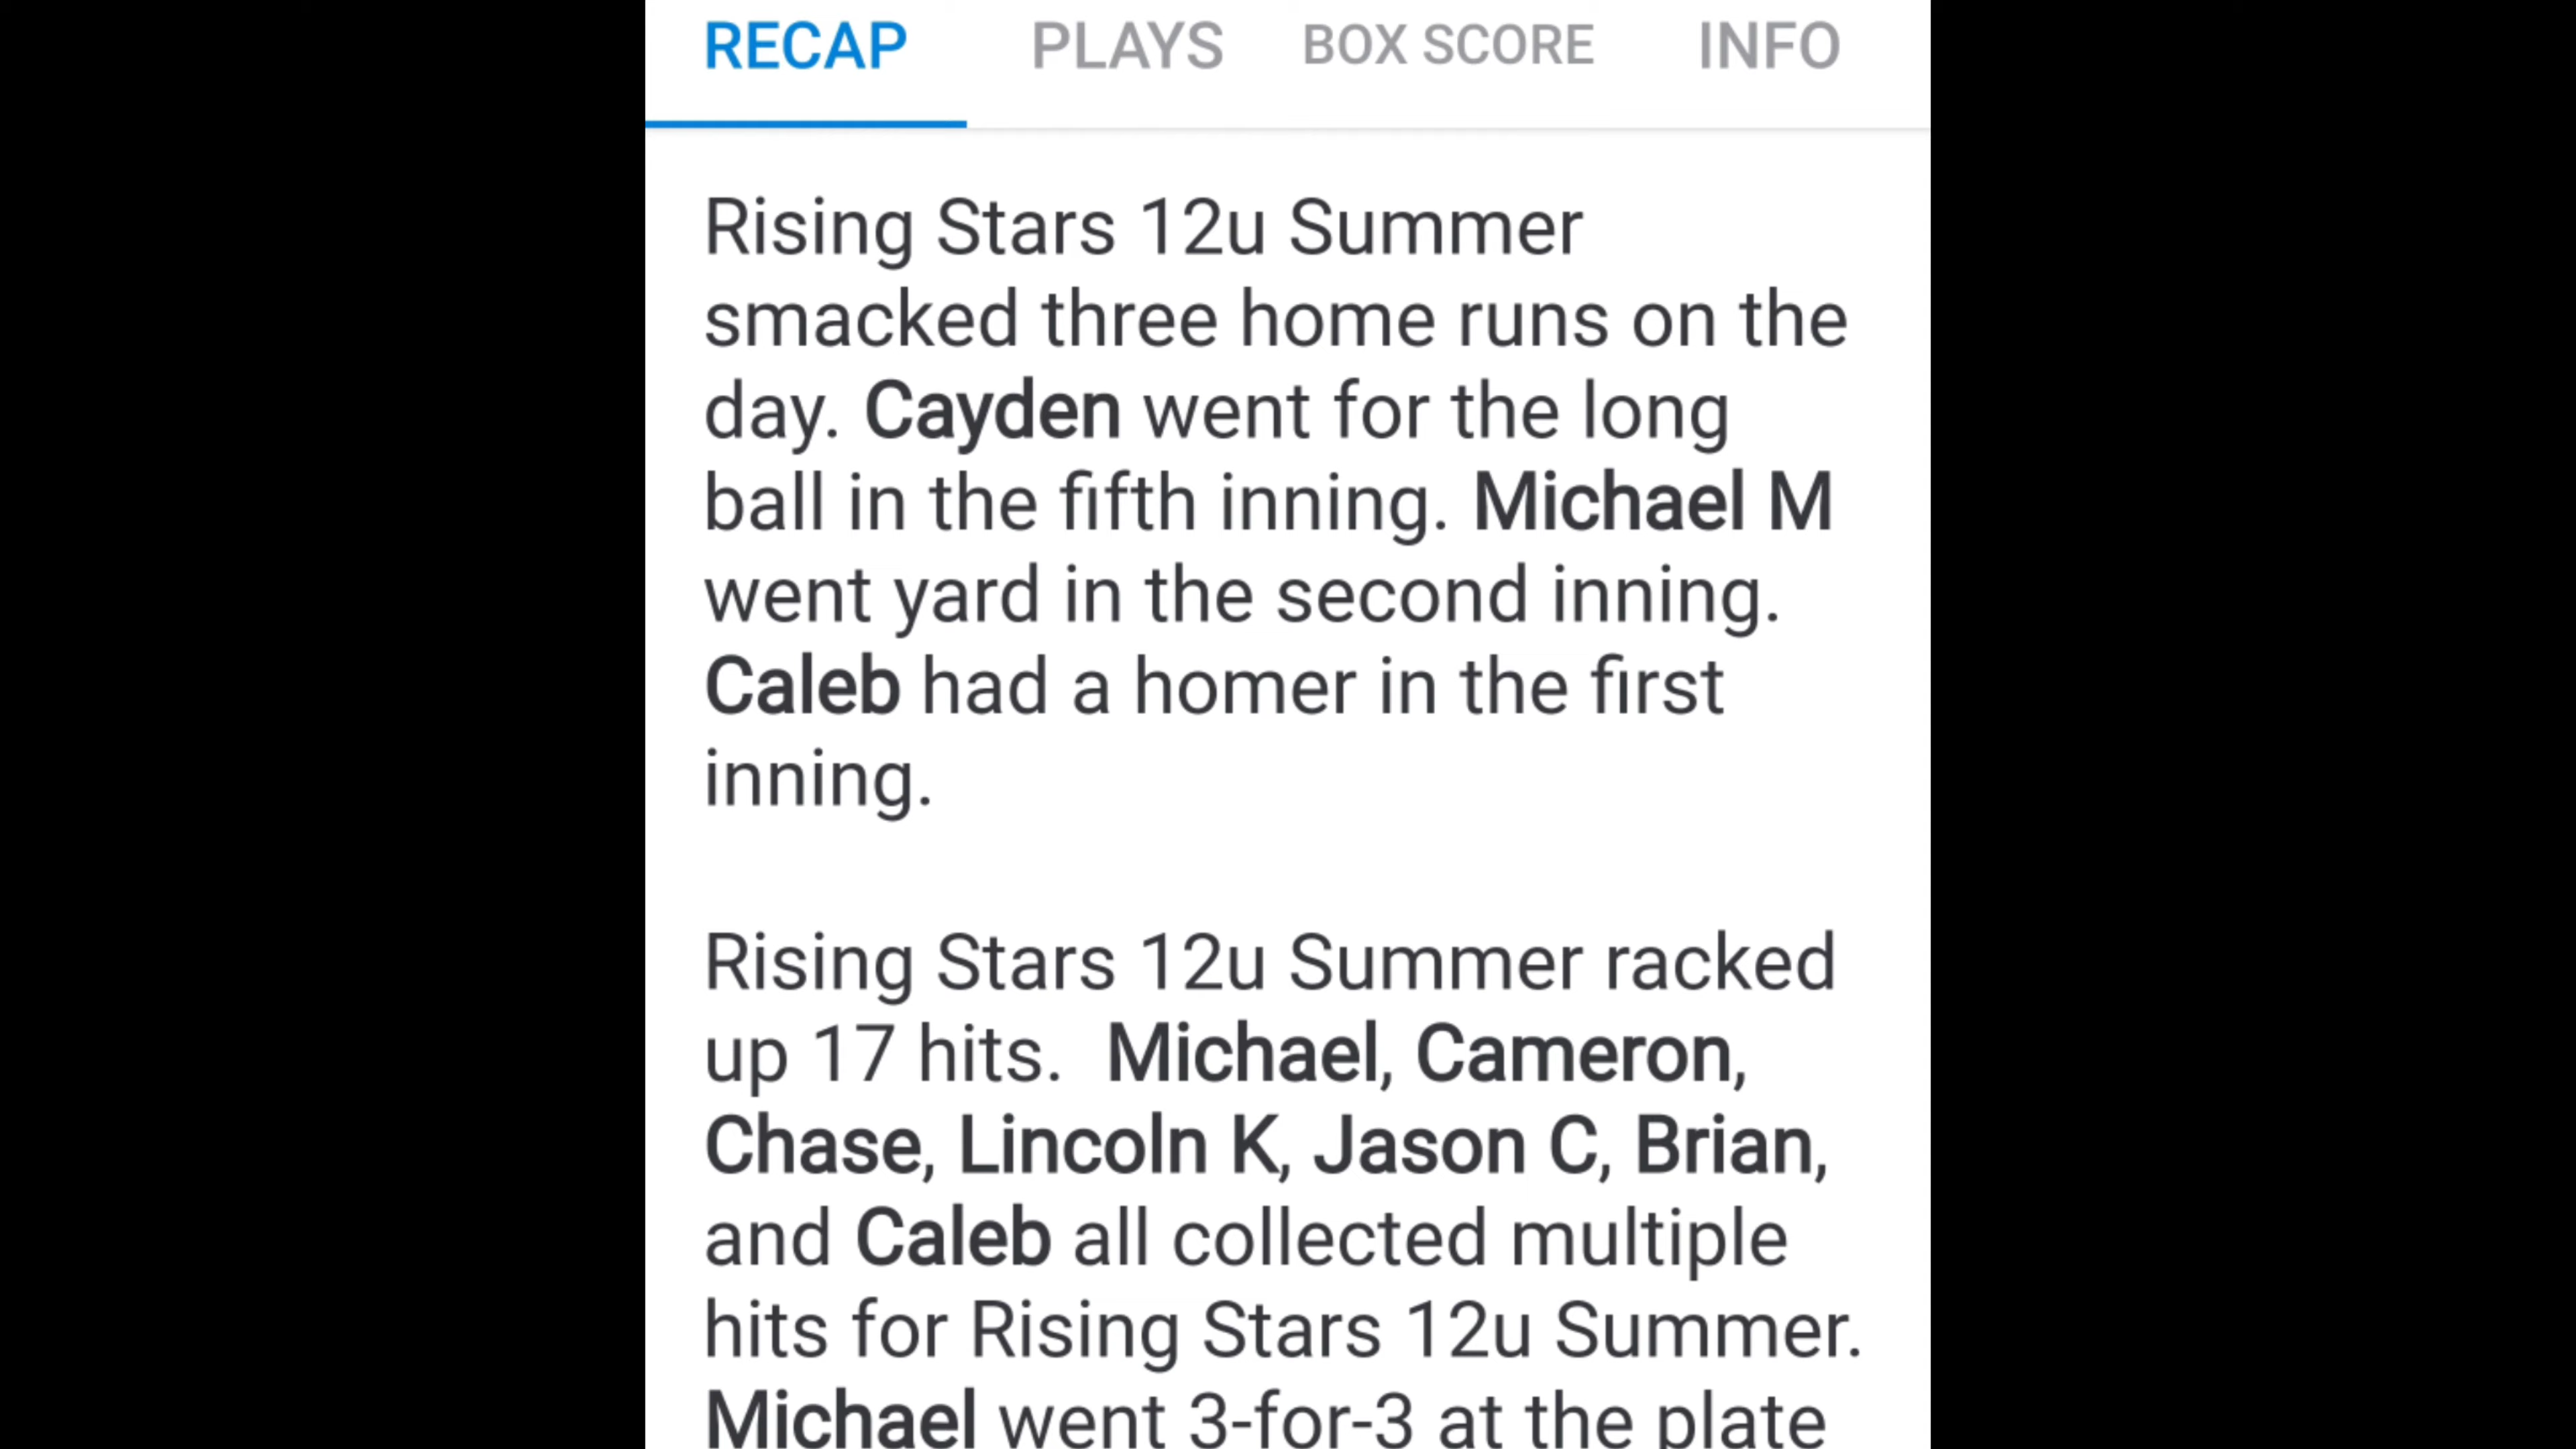 RECAP PLAYS BOX SCORE INFO
Rising Stars 12u Summer
smacked three home runs on the
day. Cayden went for the long
ball in the fifth inning. Michael M
went yard in the second inning.
Caleb had a homer in the first
inning.
Rising Stars 12u Summer racked
up 17 hits.  Michael, Cameron,
Chase, Lincoln K, Jason C, Brian,
and Caleb all collected multiple
hits for Rising Stars 12u Summer.
Michael went 3-for-3 at the plate